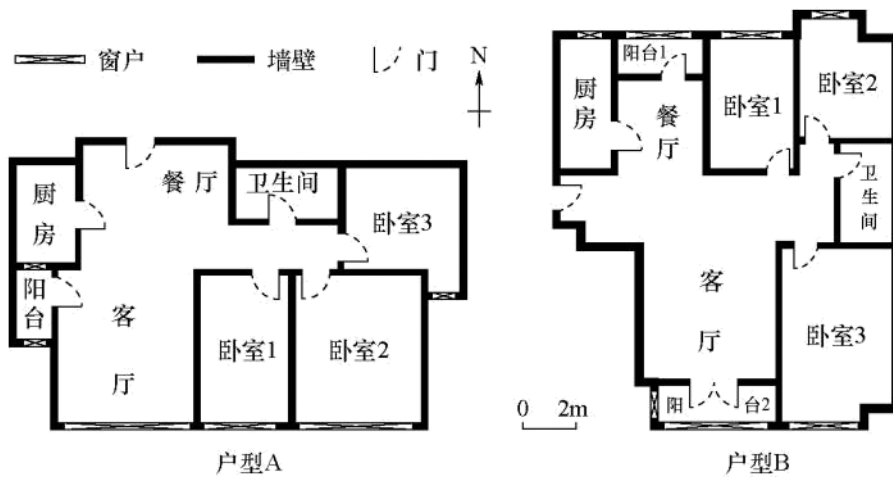 窗户
墙壁
门
N
厨房
餐厅
卫生间
卧室3
阳台
客厅
卧室1
卧室2
户型A
阳台1
厨房
餐厅
卧室1
卧室2
卫生间
客厅
卧室3
阳台2
0 2m
户型B